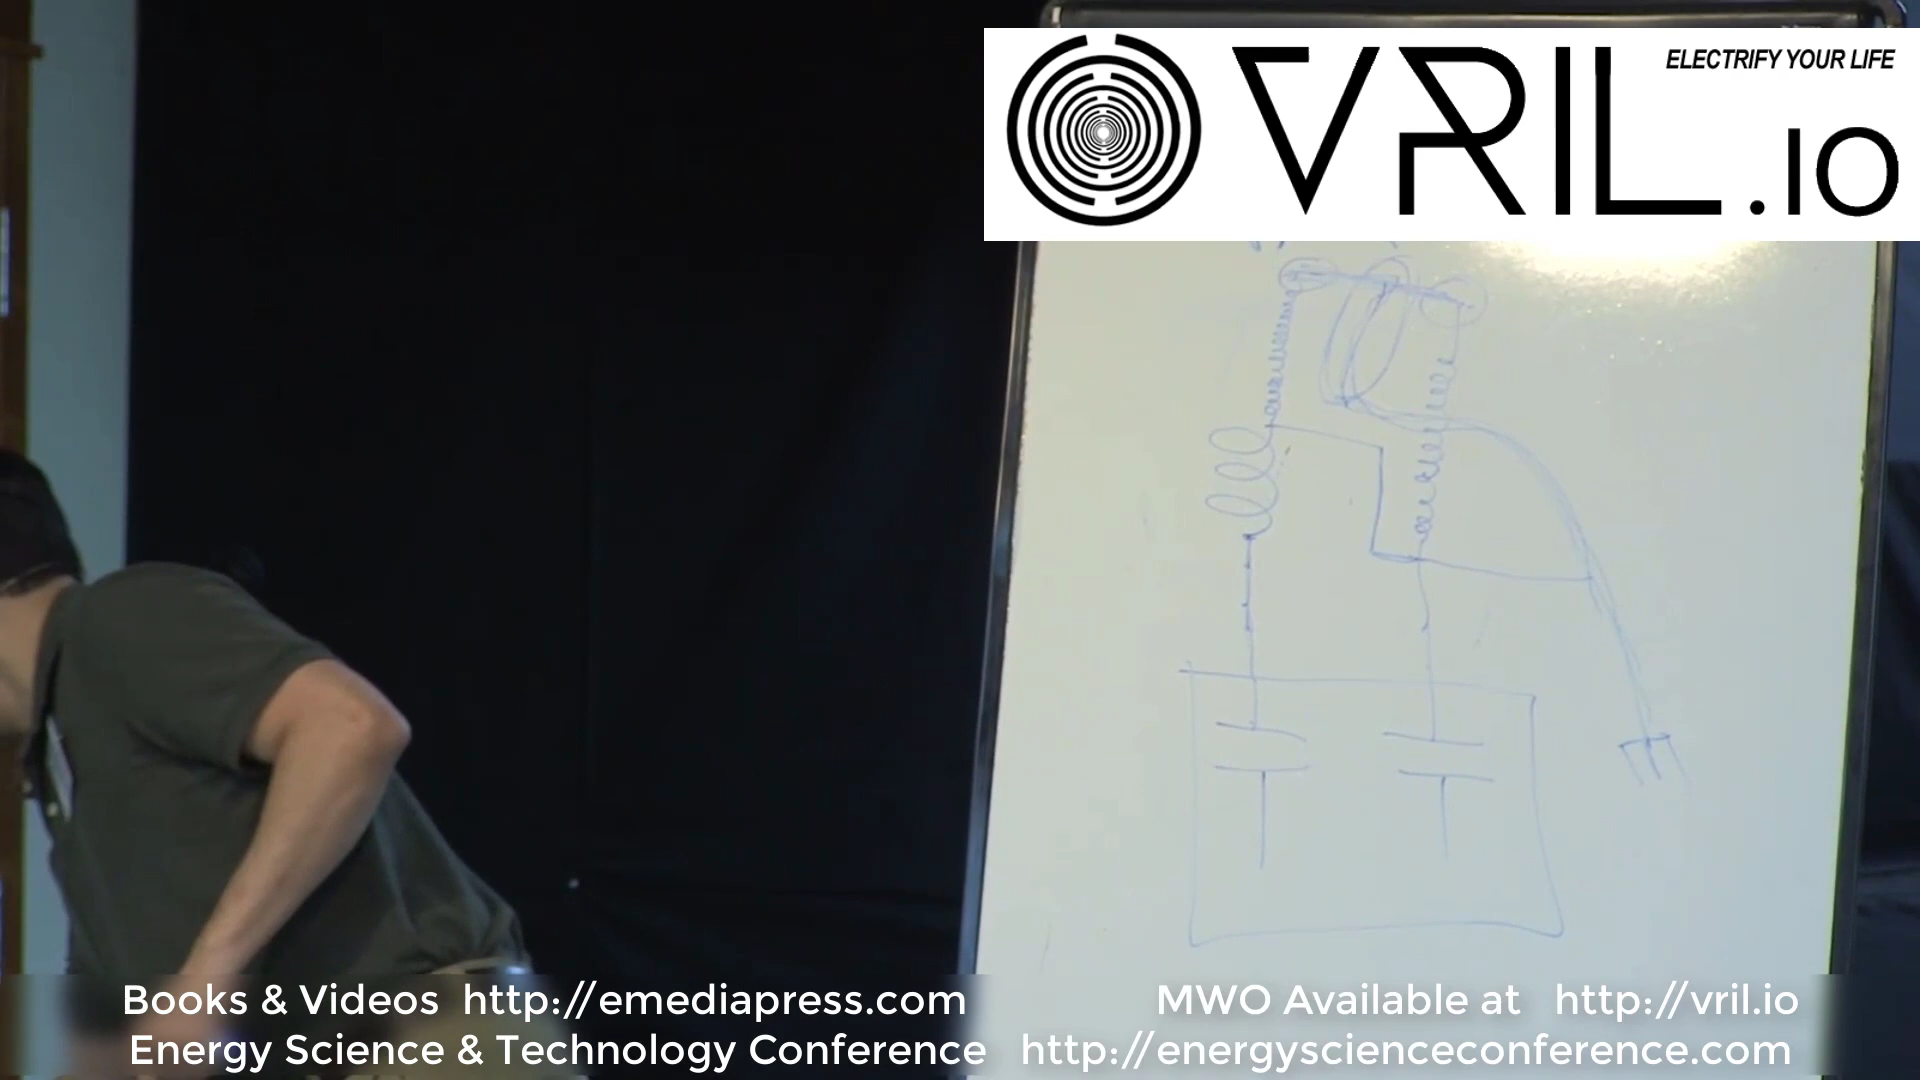 ELECTRIFY YOUR LIFE
VRIL.IO
Books & Videos http://emediapress.com
MWO Available at http://vril.io
Energy Science & Technology Conference http://energyscienceconference.com